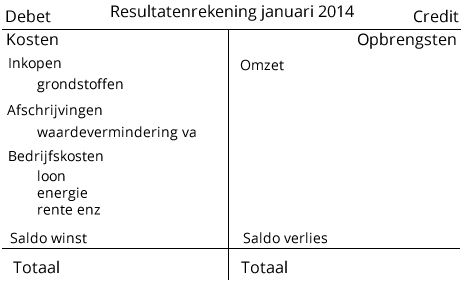 Debet Resultatenrekening januari 2014 Credit
Kosten Opbrengsten
Inkopen Omzet
grondstoffen
Afschrijvingen
waardevermindering va
Bedrijfskosten
loon
energie
rente enz
Saldo winst Saldo verlies
Totaal Totaal